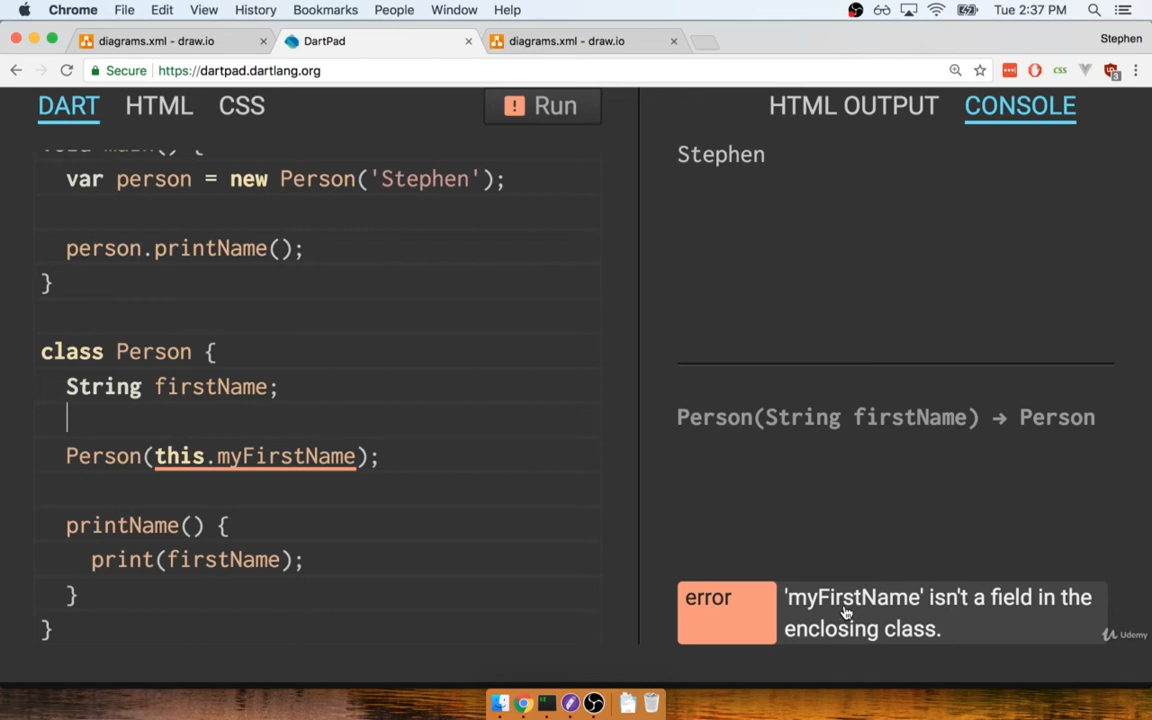 Chrome File Edit View History Bookmarks People Window Help Tue 2:37 PM
diagrams.xml - draw.io DartPad diagrams.xml - draw.io Stephen
Secure https://dartpad.dartlang.org css 3
DART HTML CSS ! Run HTML OUTPUT CONSOLE
var person = new Person('Stephen');
person.printName();
}
class Person {
String firstName;
Person(this.myFirstName);
printName() {
print(firstName);
}
}
Stephen
Person(String firstName) → Person
error 'myFirstName' isn't a field in the
enclosing class.
Udemy